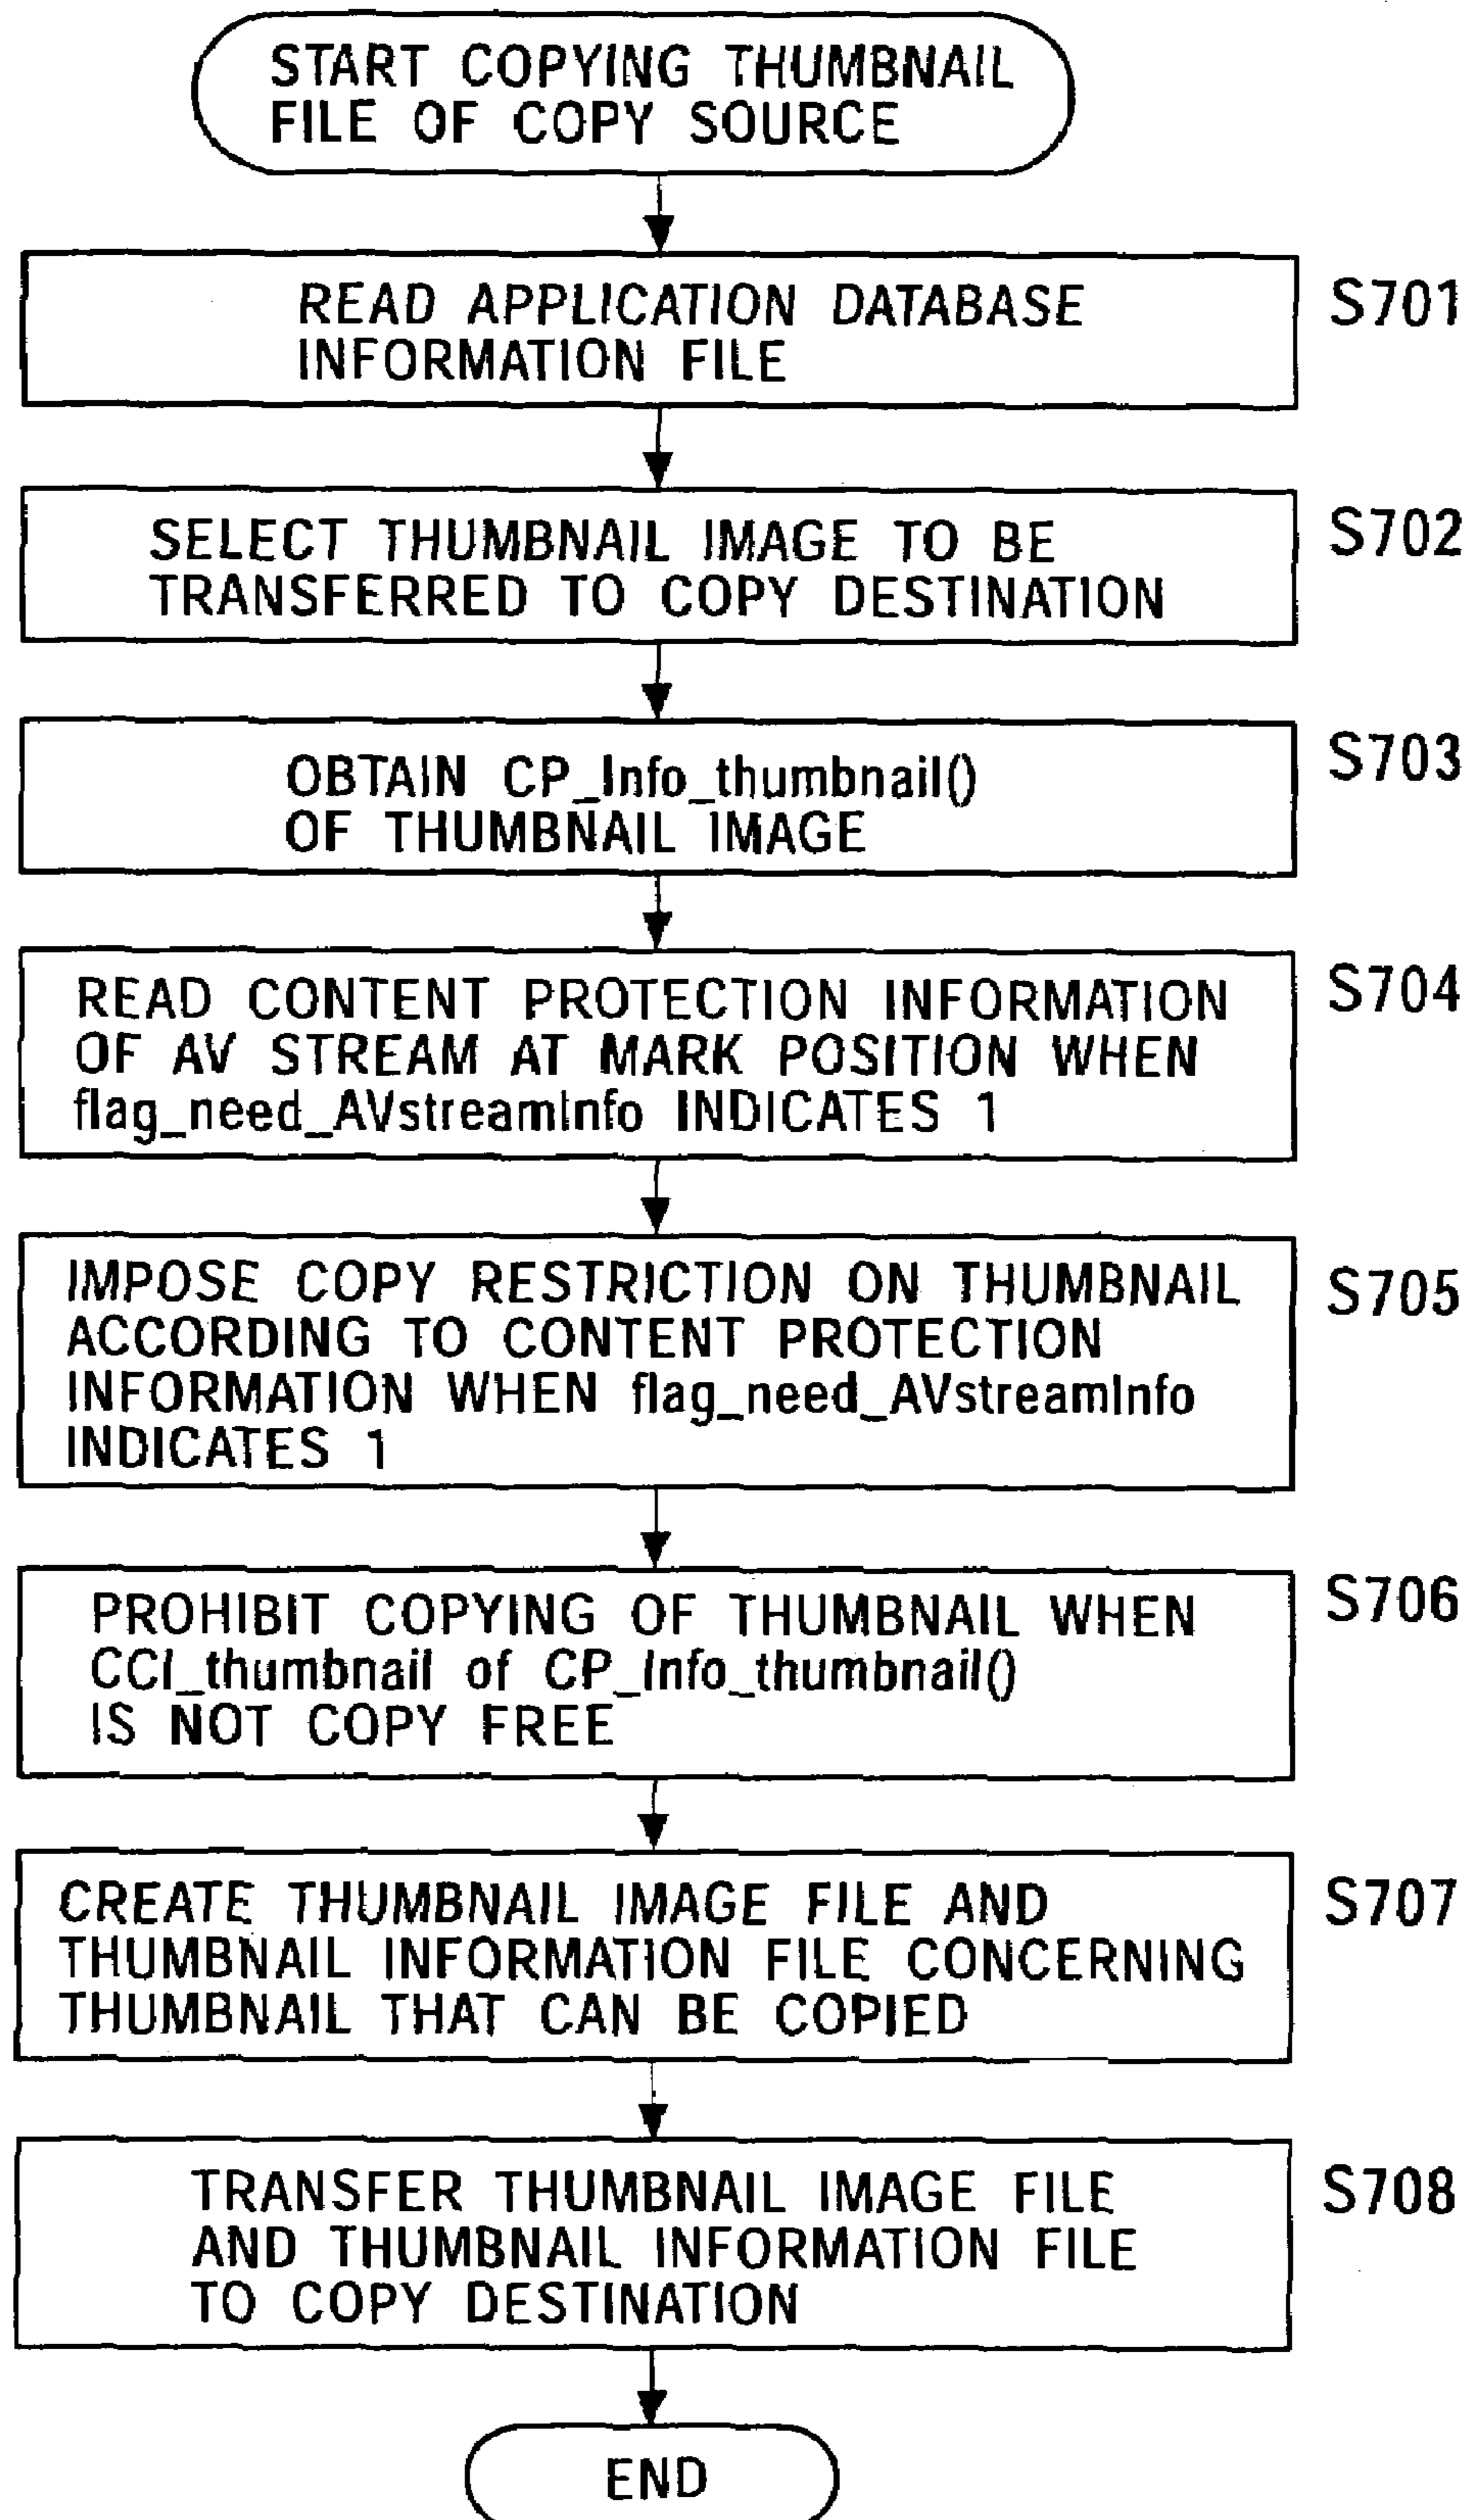 START COPYING THUMBNAIL
FILE OF COPY SOURCE
READ APPLICATION DATABASE
INFORMATION FILE
S701
SELECT THUMBNAIL IMAGE TO BE
TRANSFERRED TO COPY DESTINATION
S702
OBTAIN CP_Info_thumbnail()
OF THUMBNAIL IMAGE
S703
READ CONTENT PROTECTION INFORMATION
OF AV STREAM AT MARK POSITION WHEN
flag_need_AVstreamInfo INDICATES 1
S704
IMPOSE COPY RESTRICTION ON THUMBNAIL
ACCORDING TO CONTENT PROTECTION
INFORMATION WHEN flag_need_AVstreamInfo
INDICATES 1
S705
PROHIBIT COPYING OF THUMBNAIL WHEN
CCI_thumbnail of CP_Info_thumbnail()
IS NOT COPY FREE
S706
CREATE THUMBNAIL IMAGE FILE AND
THUMBNAIL INFORMATION FILE CONCERNING
THUMBNAIL THAT CAN BE COPIED
S707
TRANSFER THUMBNAIL IMAGE FILE
AND THUMBNAIL INFORMATION FILE
TO COPY DESTINATION
S708
END